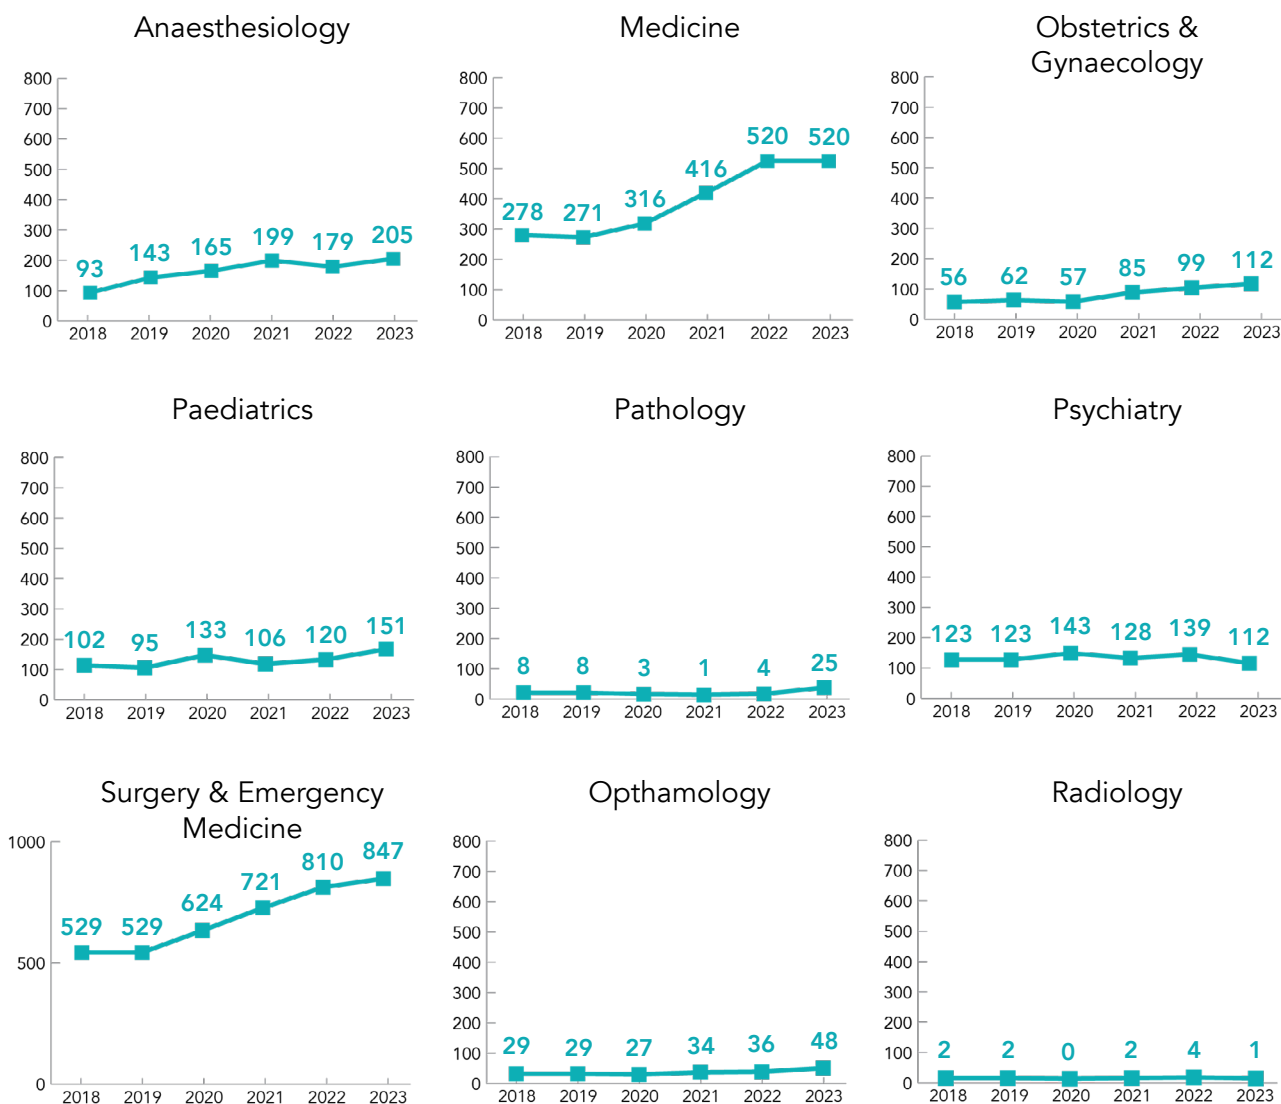 Anaesthesiology
800
700
600
500
400
300
200
100
0
93 143 165 199 179 205
2018 2019 2020 2021 2022 2023
Medicine
800
700
600
500
400
300
200
100
0
278 271 316 416 520 520
2018 2019 2020 2021 2022 2023
Obstetrics &
Gynaecology
800
700
600
500
400
300
200
100
0
56 62 57 85 99 112
2018 2019 2020 2021 2022 2023
Paediatrics
800
700
600
500
400
300
200
100
0
102 95 133 106 120 151
2018 2019 2020 2021 2022 2023
Pathology
800
700
600
500
400
300
200
100
0
8 8 3 1 4 25
2018 2019 2020 2021 2022 2023
Psychiatry
800
700
600
500
400
300
200
100
0
123 123 143 128 139 112
2018 2019 2020 2021 2022 2023
Surgery & Emergency
Medicine
1000
500
0
529 529 624 721 810 847
2018 2019 2020 2021 2022 2023
Opthamology
800
700
600
500
400
300
200
100
0
29 29 27 34 36 48
2018 2019 2020 2021 2022 2023
Radiology
800
700
600
500
400
300
200
100
0
2 2 0 2 4 1
2018 2019 2020 2021 2022 2023